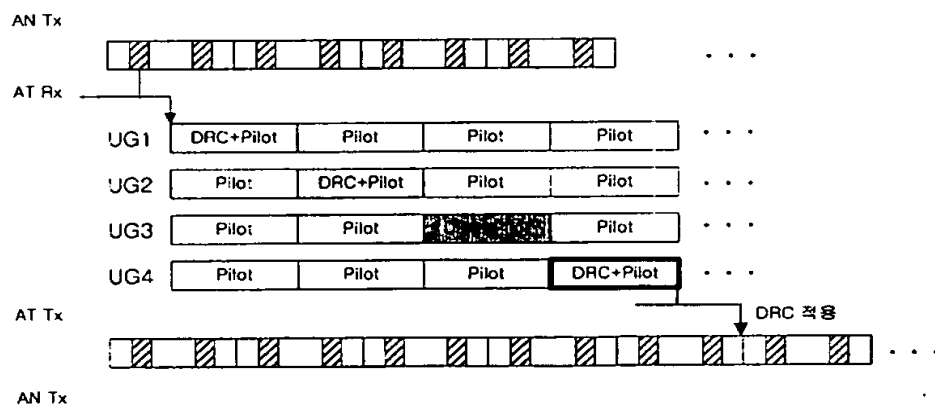 AN Tx
. . .
AT Rx
UG1 DRC+Pilot Pilot Pilot Pilot . . .
UG2 Pilot DRC+Pilot Pilot Pilot . . .
UG3 Pilot Pilot Pilot . . .
UG4 Pilot Pilot Pilot DRC+Pilot . . .
AT Tx
DRC 적용
. . .
AN Tx